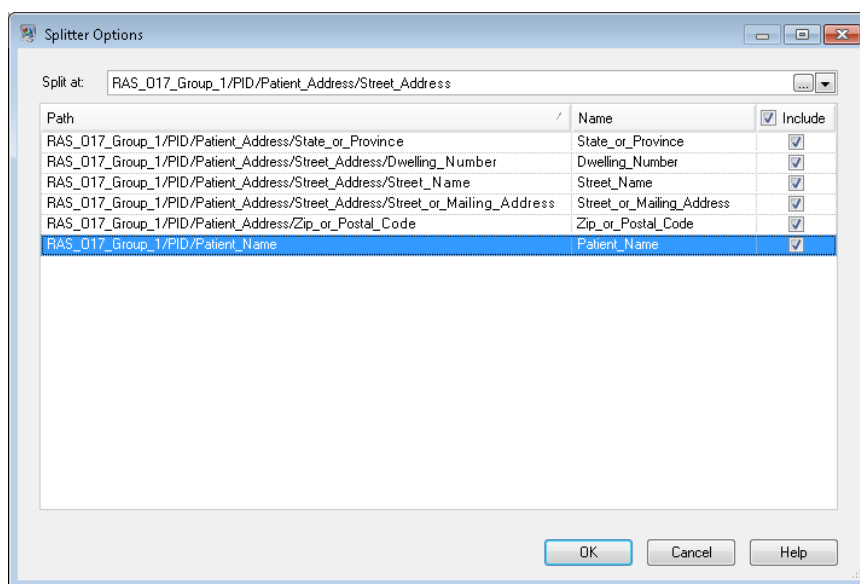 Splitter Options
Split at: RAS_O17_Group_1/PID/Patient_Address/Street_Address ...
Path Name Include
RAS_O17_Group_1/PID/Patient_Address/State_or_Province State_or_Province
RAS_O17_Group_1/PID/Patient_Address/Street_Address/Dwelling_Number Dwelling_Number
RAS_O17_Group_1/PID/Patient_Address/Street_Address/Street_Name Street_Name
RAS_O17_Group_1/PID/Patient_Address/Street_Address/Street_or_Mailing_Address Street_or_Mailing_Address
RAS_O17_Group_1/PID/Patient_Address/Zip_or_Postal_Code Zip_or_Postal_Code
RAS_O17_Group_1/PID/Patient_Name Patient_Name
OK Cancel Help